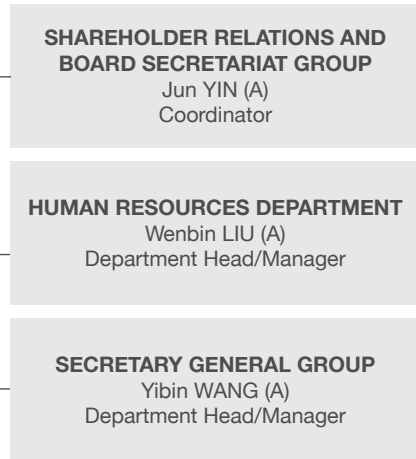 SHAREHOLDER RELATIONS AND
BOARD SECRETARIAT GROUP
Jun YIN (A)
Coordinator
HUMAN RESOURCES DEPARTMENT
Wenbin LIU (A)
Department Head/Manager
SECRETARY GENERAL GROUP
Yibin WANG (A)
Department Head/Manager